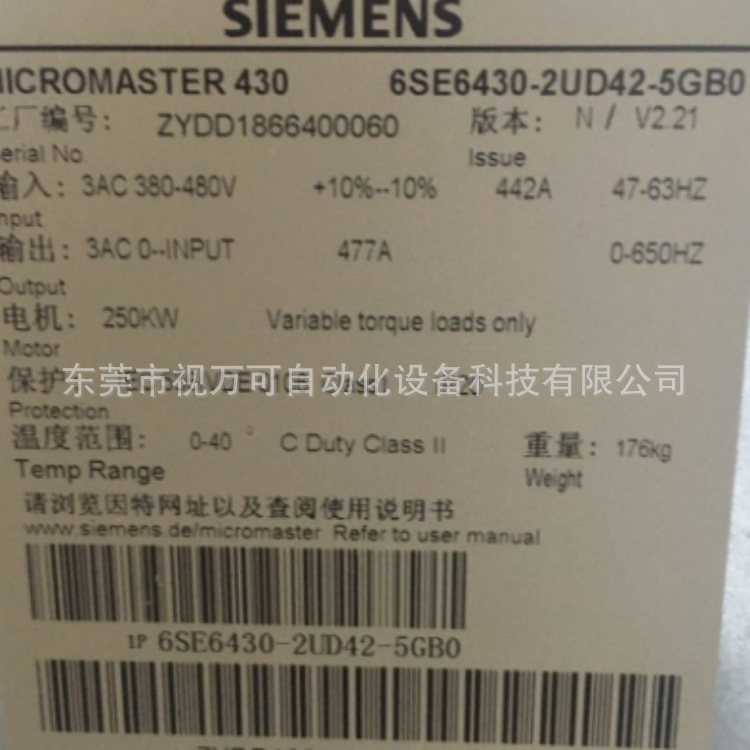 SIEMENS
MICROMASTER 430 6SE6430-2UD42-5GB0
工厂编号: ZYDD1866400060 版本: N / V2.21
Serial No. Issue
输入: 3AC 380-480V +10%--10% 442A 47-63HZ
Input
输出: 3AC 0--INPUT 477A 0-650HZ
Output
电机: 250KW Variable torque loads only
Motor
保护
东莞市视万可自动化设备科技有限公司
Protection
温度范围: 0-40 ° C Duty Class II 重量: 176kg
Temp Range Weight
请浏览因特网址以及查阅使用说明书
www.siemens.de/micromaster Refer to user manual
1P 6SE6430-2UD42-5GB0